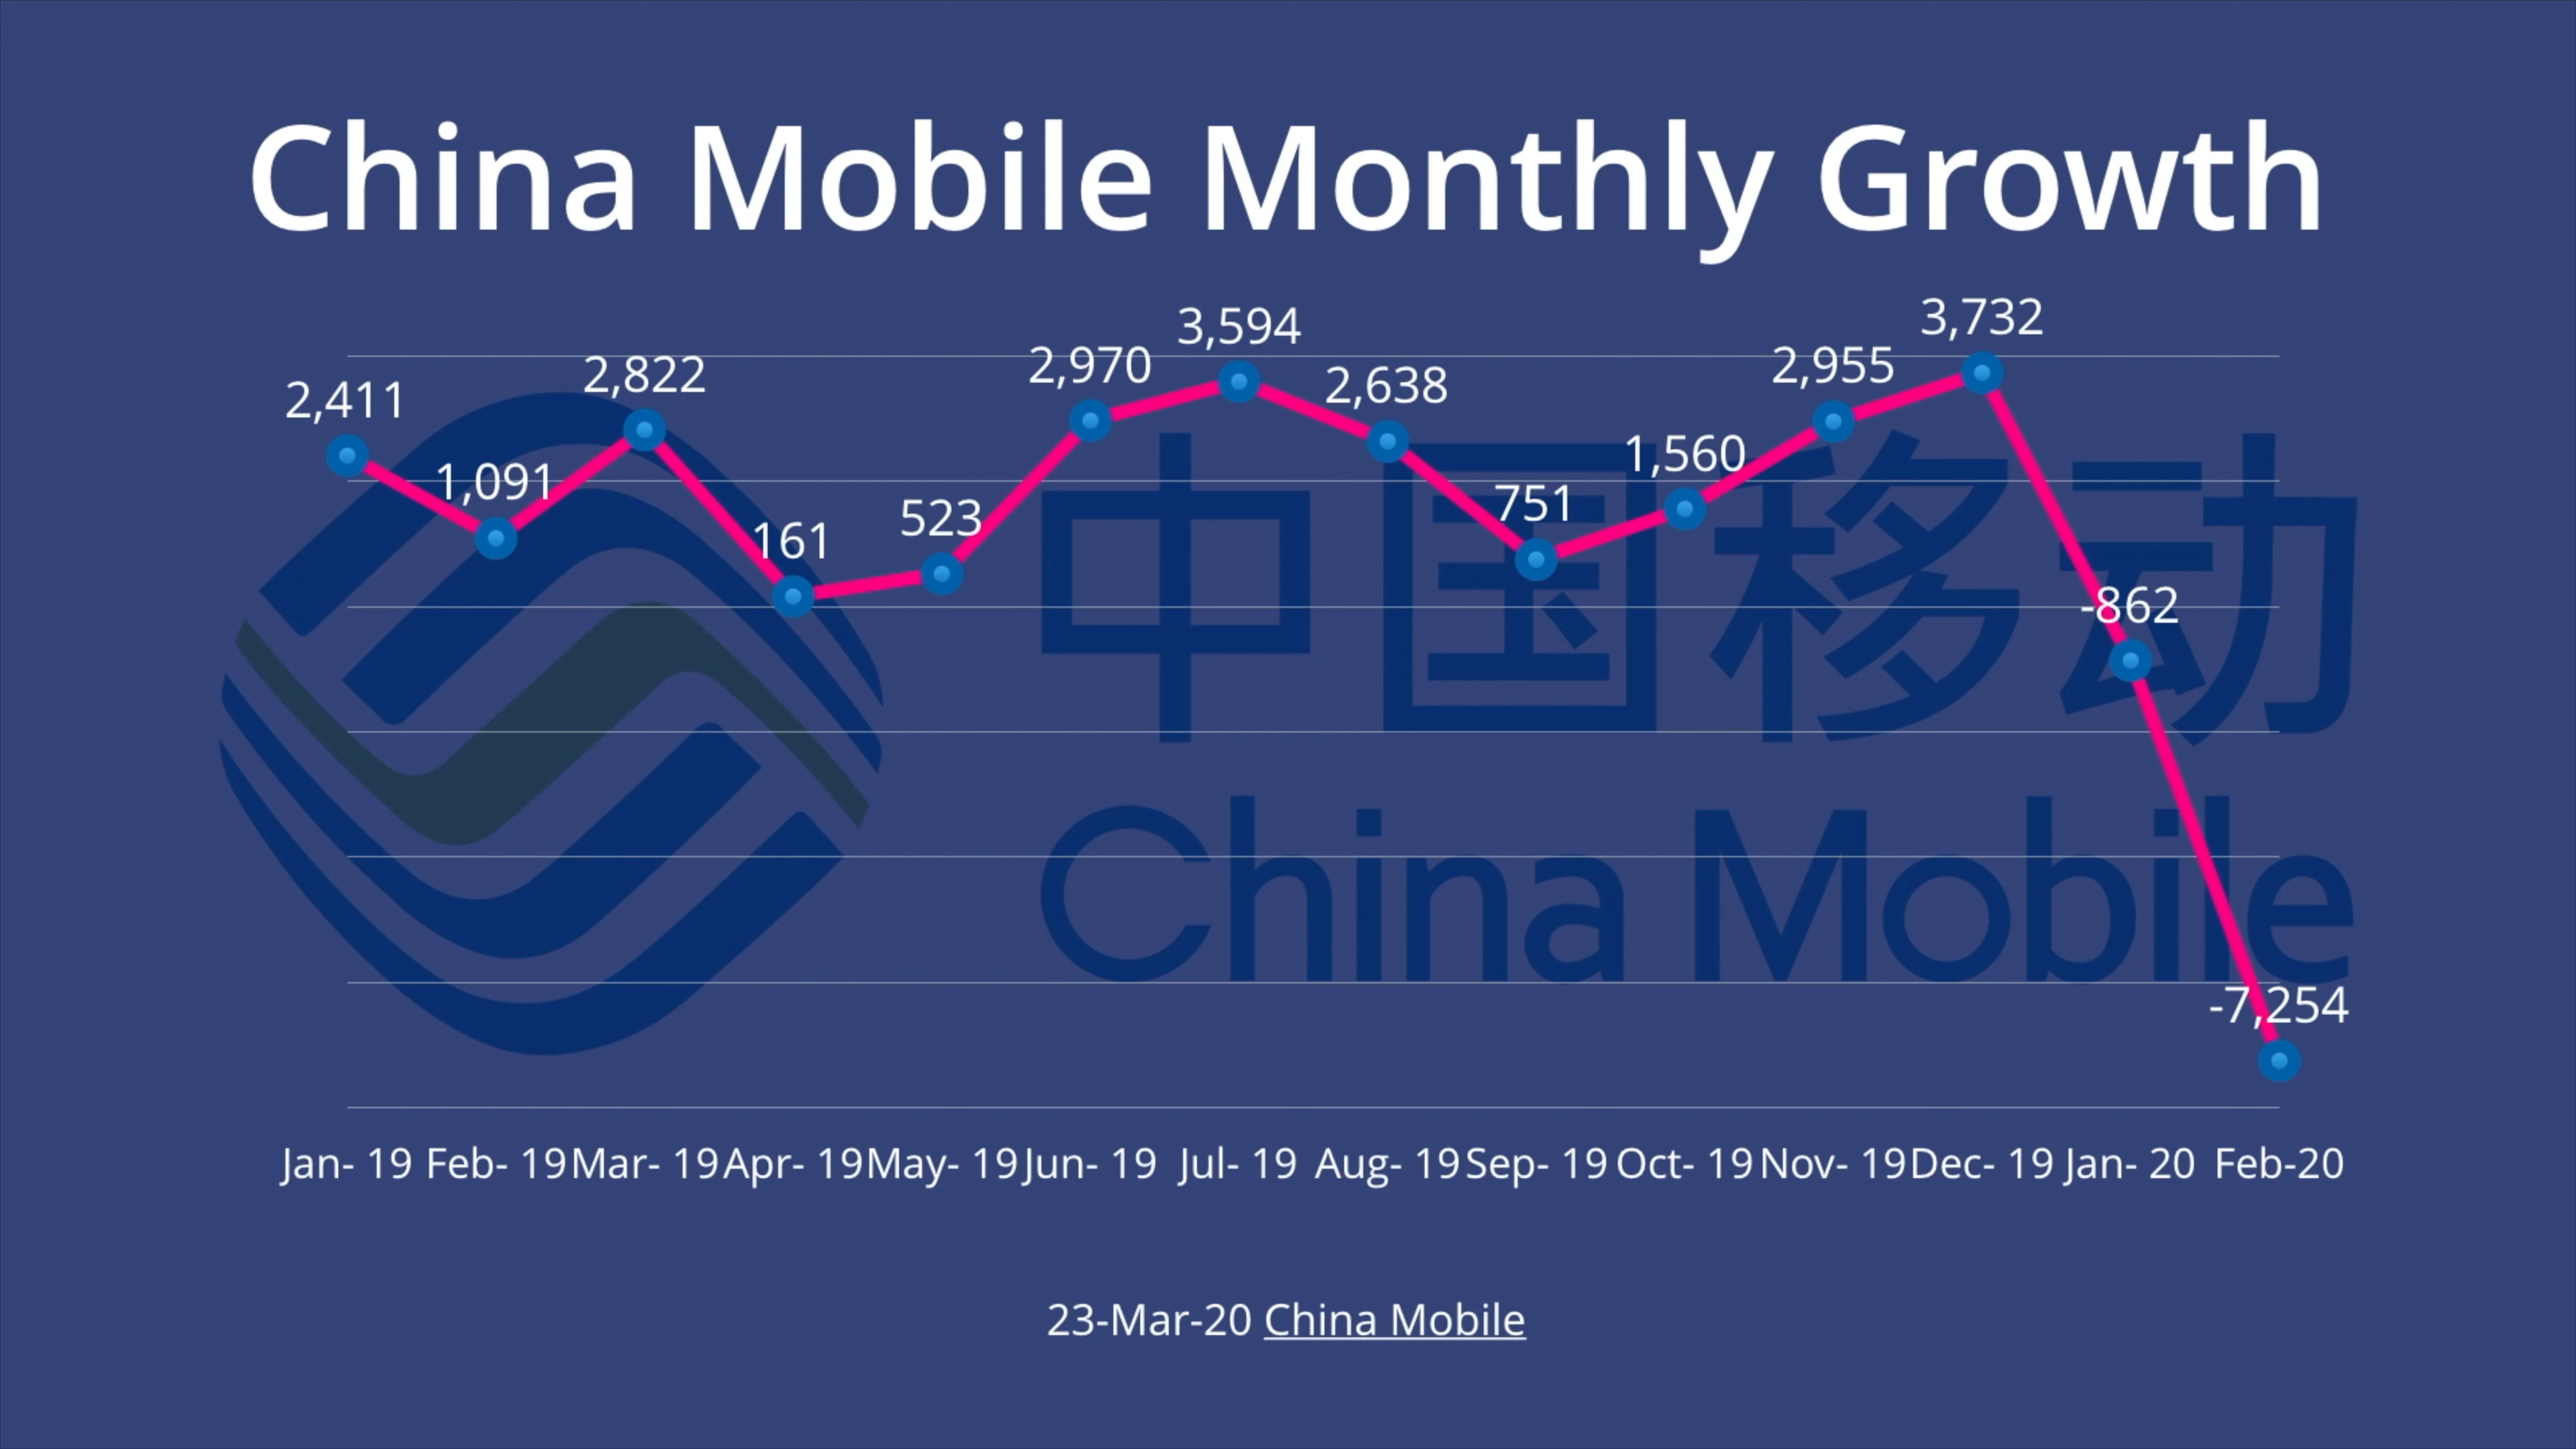 China Mobile Monthly Growth
2,411 1,091 2,822 161 523 2,970 3,594 2,638 751 1,560 2,955 3,732 -862 -7,254
中国移动
China Mobile
Jan- 19 Feb- 19 Mar- 19 Apr- 19 May- 19 Jun- 19 Jul- 19 Aug- 19 Sep- 19 Oct- 19 Nov- 19 Dec- 19 Jan- 20 Feb-20
23-Mar-20 China Mobile